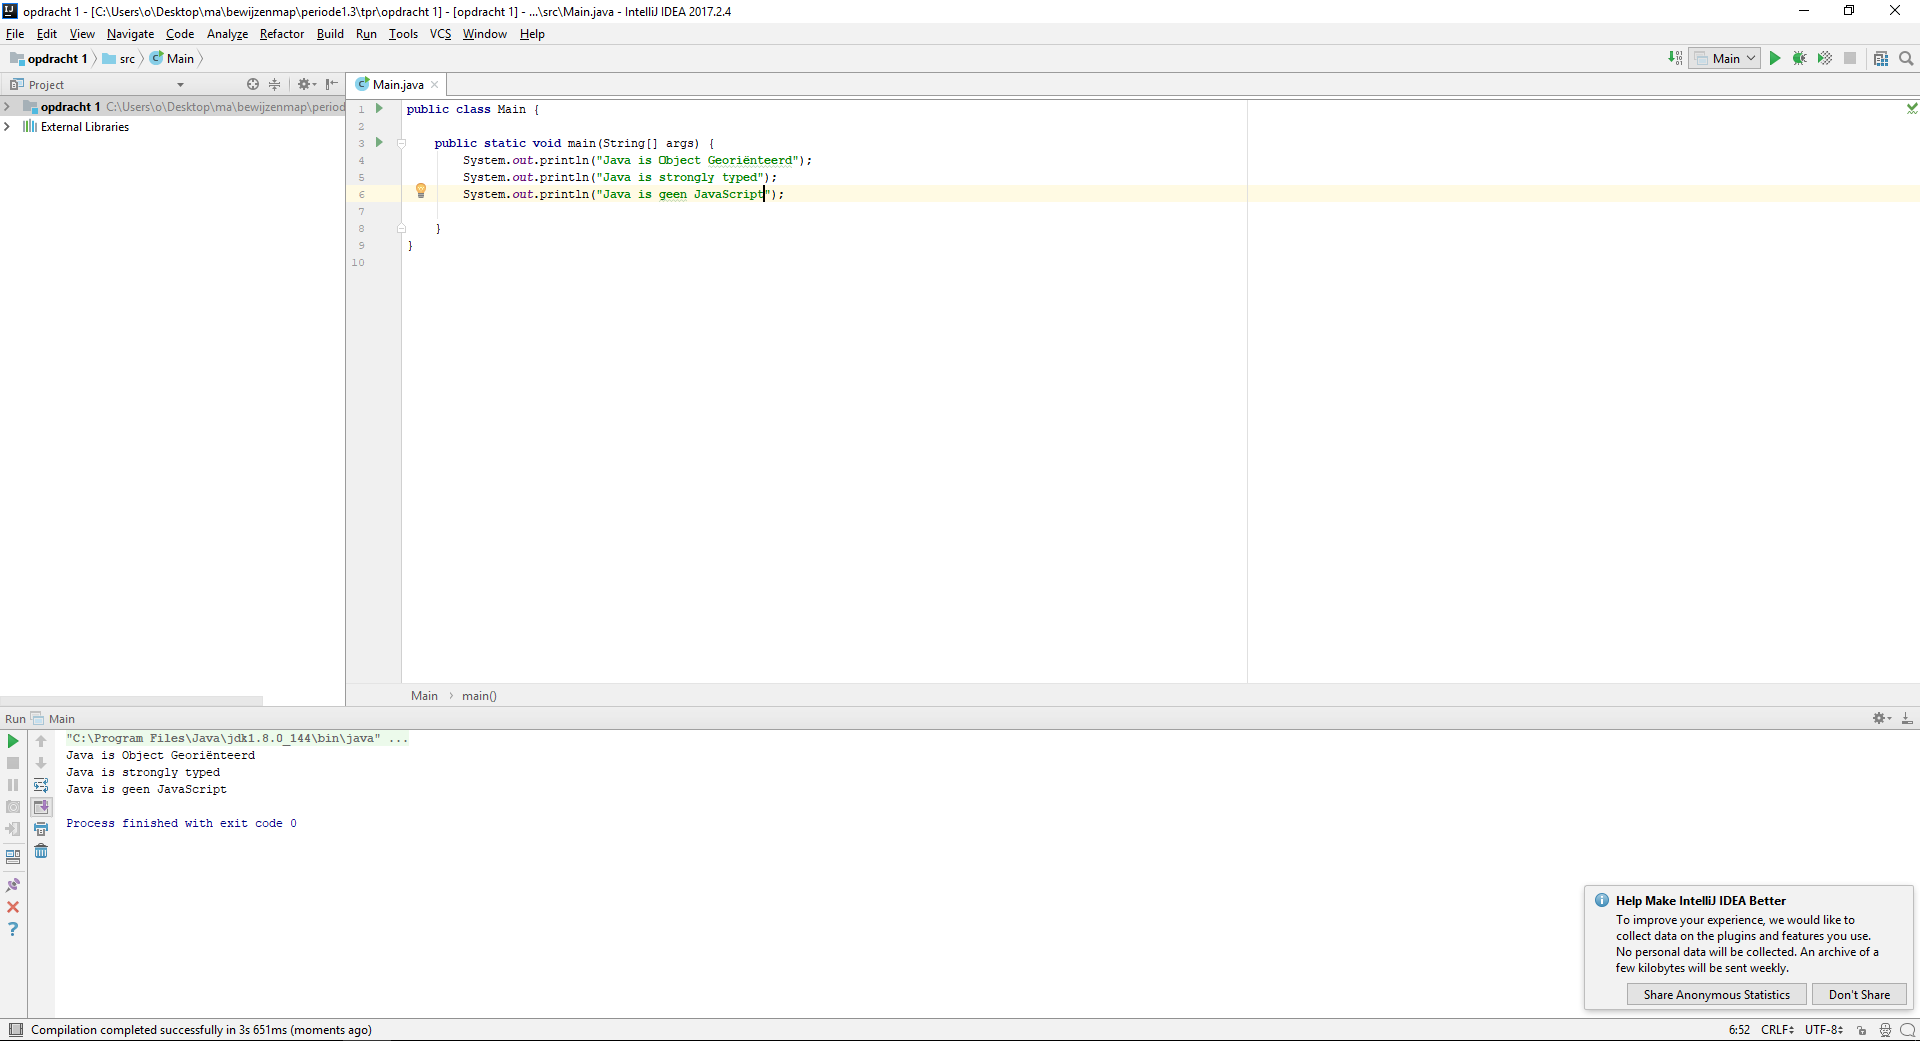 opdracht 1 - [C:\Users\o\Desktop\ma\bewijzenmap\periode1.3\tpr\opdracht 1] - [opdracht 1] - ...\src\Main.java - IntelliJ IDEA 2017.2.4
File Edit View Navigate Code Analyze Refactor Build Run Tools VCS Window Help
opdracht 1 src Main
Main
Project
Main.java
opdracht 1 C:\Users\o\Desktop\ma\bewijzenmap\period
External Libraries
1 public class Main {
2
3 public static void main(String[] args) {
4 System.out.println("Java is Object Georiënteerd");
5 System.out.println("Java is strongly typed");
6 System.out.println("Java is geen JavaScript");
7
8 }
9 }
10
Main main()
Run Main
"C:\Program Files\Java\jdk1.8.0_144\bin\java" ...
Java is Object Georiënteerd
Java is strongly typed
Java is geen JavaScript
Process finished with exit code 0
Help Make IntelliJ IDEA Better
To improve your experience, we would like to
collect data on the plugins and features you use.
No personal data will be collected. An archive of a
few kilobytes will be sent weekly.
Share Anonymous Statistics Don't Share
Compilation completed successfully in 3s 651ms (moments ago)
6:52 CRLF UTF-8